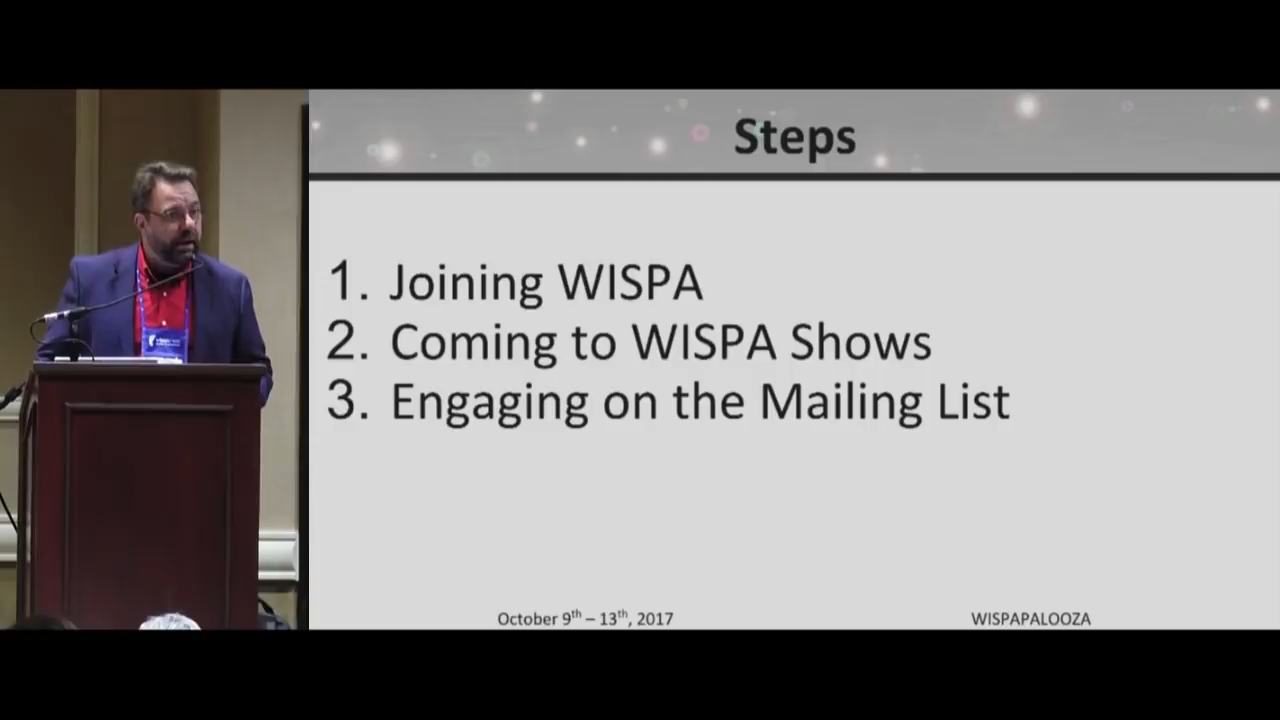 Steps
1. Joining WISPA
2. Coming to WISPA Shows
3. Engaging on the Mailing List
October 9th – 13th, 2017
WISPAPALOOZA